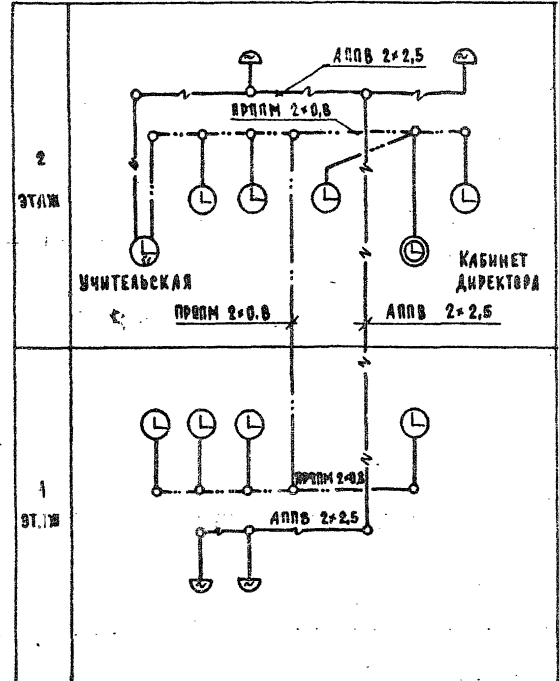 АППВ 2×2,5
ПРППМ 2×0,8
2
ЭТАЖ
УЧИТЕЛЬСКАЯ
КАБИНЕТ
ДИРЕКТОРА
ПРППМ 2×0.8
АППВ 2×2,5
ПРППМ 2×0,8
1
ЭТАЖ
АППВ 2×2,5